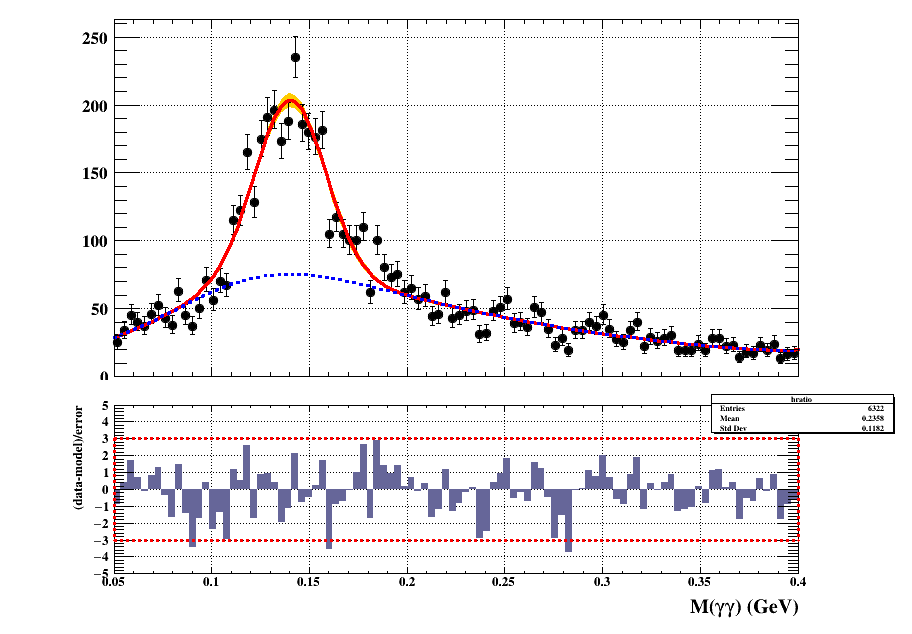 250
200
150
100
50
0
hratio
Entries 6322
Mean 0.2358
Std Dev 0.1182
(data-model)/error
5
4
3
2
1
0
−1
−2
−3
−4
−5
0.05 0.1 0.15 0.2 0.25 0.3 0.35 0.4
M(γγ) (GeV)